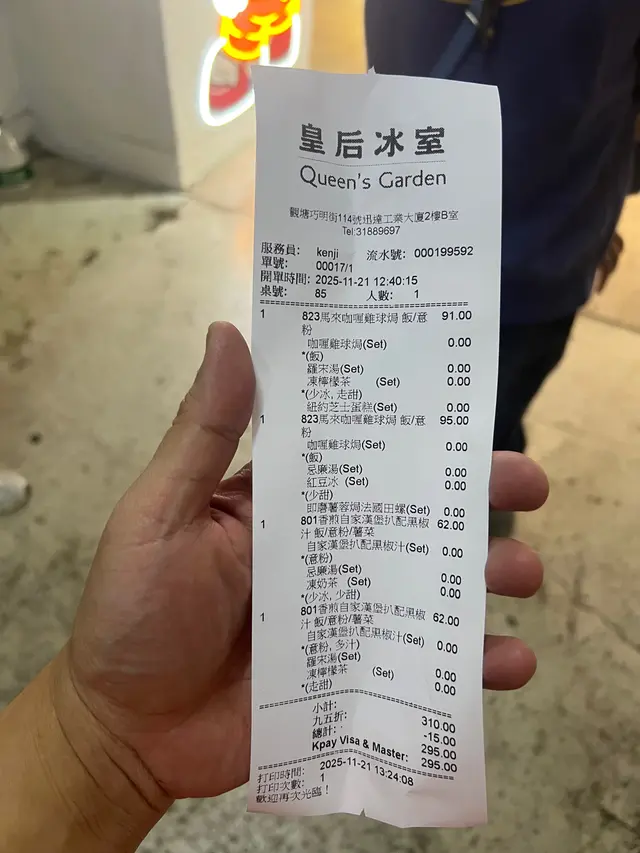 皇后冰室
Queen's Garden
觀塘巧明街114號迅達工業大廈2樓B室
Tel:31889697
服務員: kenji 流水號: 000199592
單號: 00017/1
開單時間: 2025-11-21 12:40:15
桌號: 85 人數: 1
1 823馬來咖喱雞球焗 飯/意 91.00
粉
咖喱雞球焗(Set) 0.00
*(飯)
羅宋湯(Set) 0.00
凍檸檬茶 (Set) 0.00
*(少冰, 走甜)
紐約芝士蛋糕(Set) 0.00
1 823馬來咖喱雞球焗 飯/意 95.00
粉
咖喱雞球焗(Set) 0.00
*(飯)
忌廉湯(Set) 0.00
紅豆冰 (Set) 0.00
*(少甜)
即磨薯蓉焗法國田螺(Set) 0.00
1 801香煎自家漢堡扒配黑椒 62.00
汁 飯/意粉/薯菜
自家漢堡扒配黑椒汁(Set) 0.00
*(意粉)
忌廉湯(Set) 0.00
凍奶茶 (Set) 0.00
*(少冰, 少甜)
1 801香煎自家漢堡扒配黑椒 62.00
汁 飯/意粉/薯菜
自家漢堡扒配黑椒汁(Set) 0.00
*(意粉, 多汁)
羅宋湯(Set) 0.00
凍檸檬茶 (Set) 0.00
*(走甜)
小計: 310.00
九五折: -15.00
總計: 295.00
Kpay Visa & Master: 295.00
打印時間: 2025-11-21 13:24:08
打印次數: 1
歡迎再次光臨!